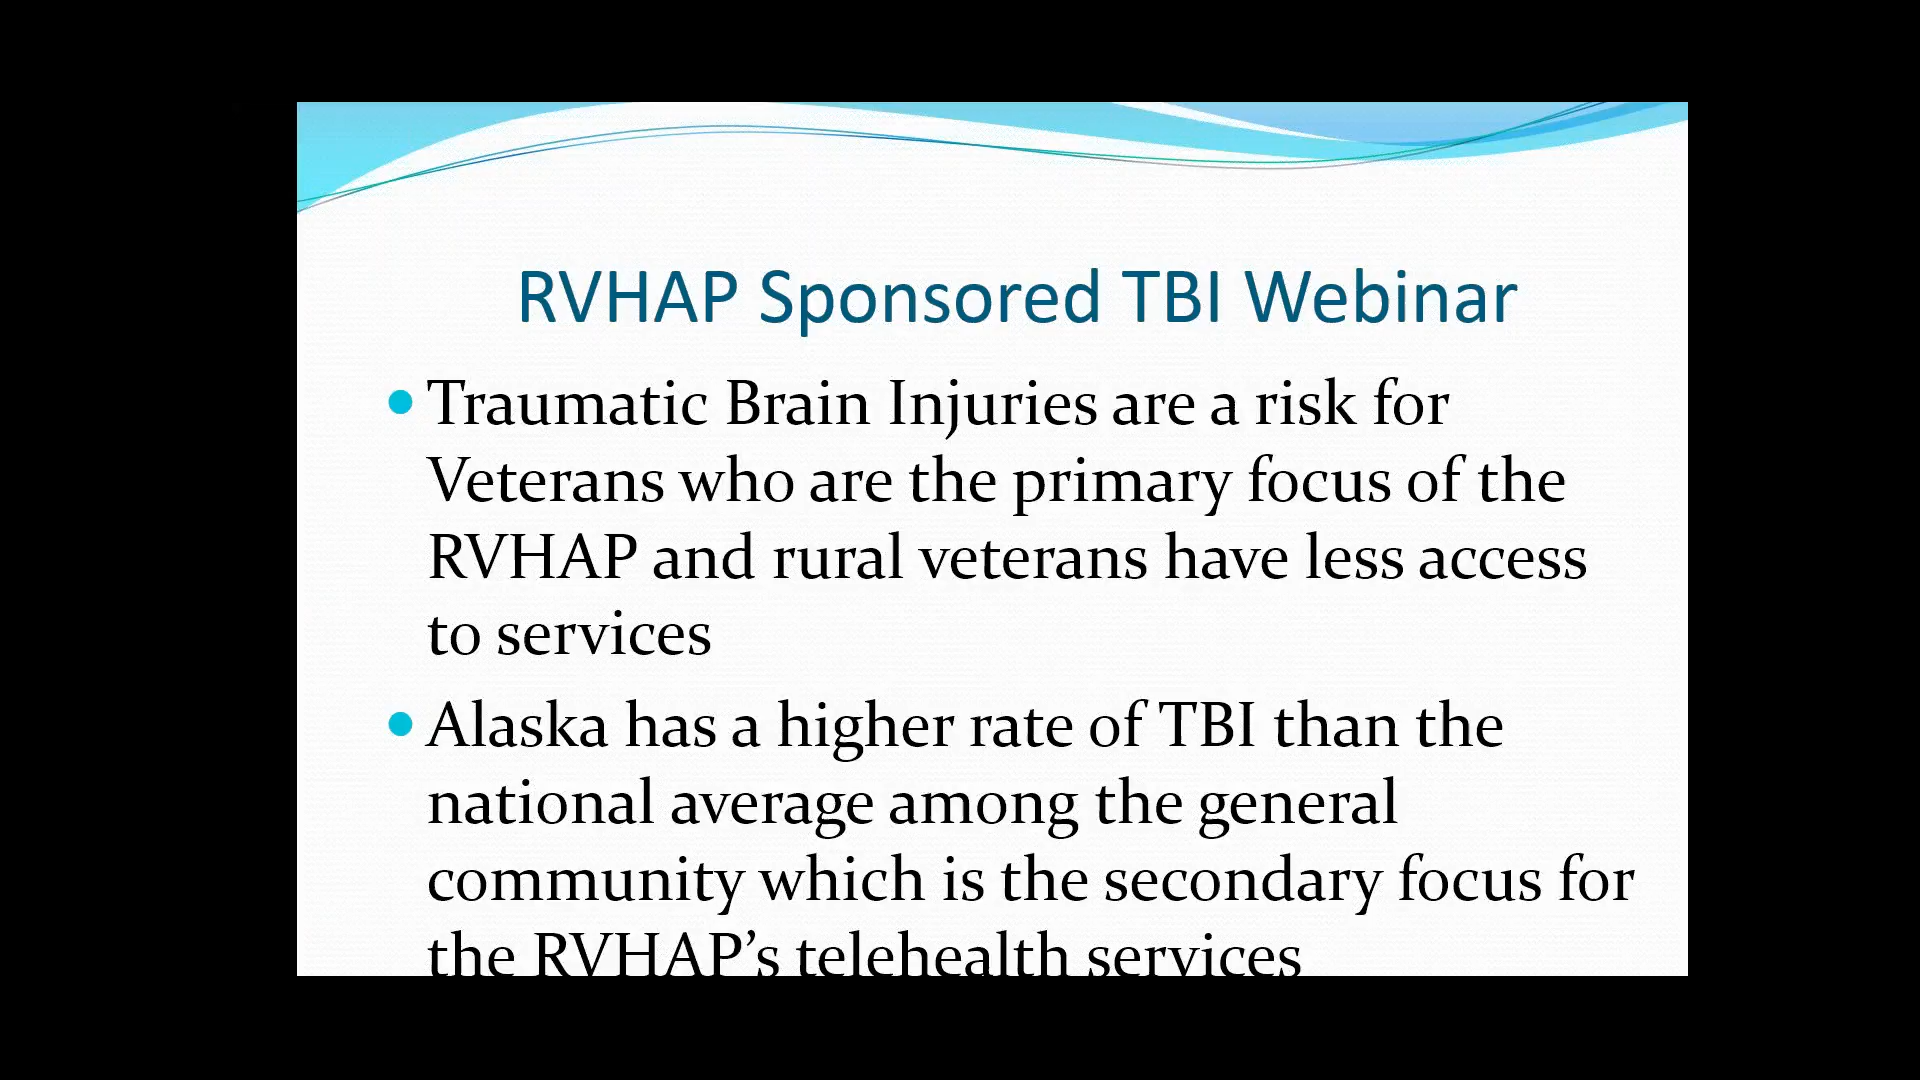 RVHAP Sponsored TBI Webinar
• Traumatic Brain Injuries are a risk for
Veterans who are the primary focus of the
RVHAP and rural veterans have less access
to services
• Alaska has a higher rate of TBI than the
national average among the general
community which is the secondary focus for
the RVHAP’s telehealth services